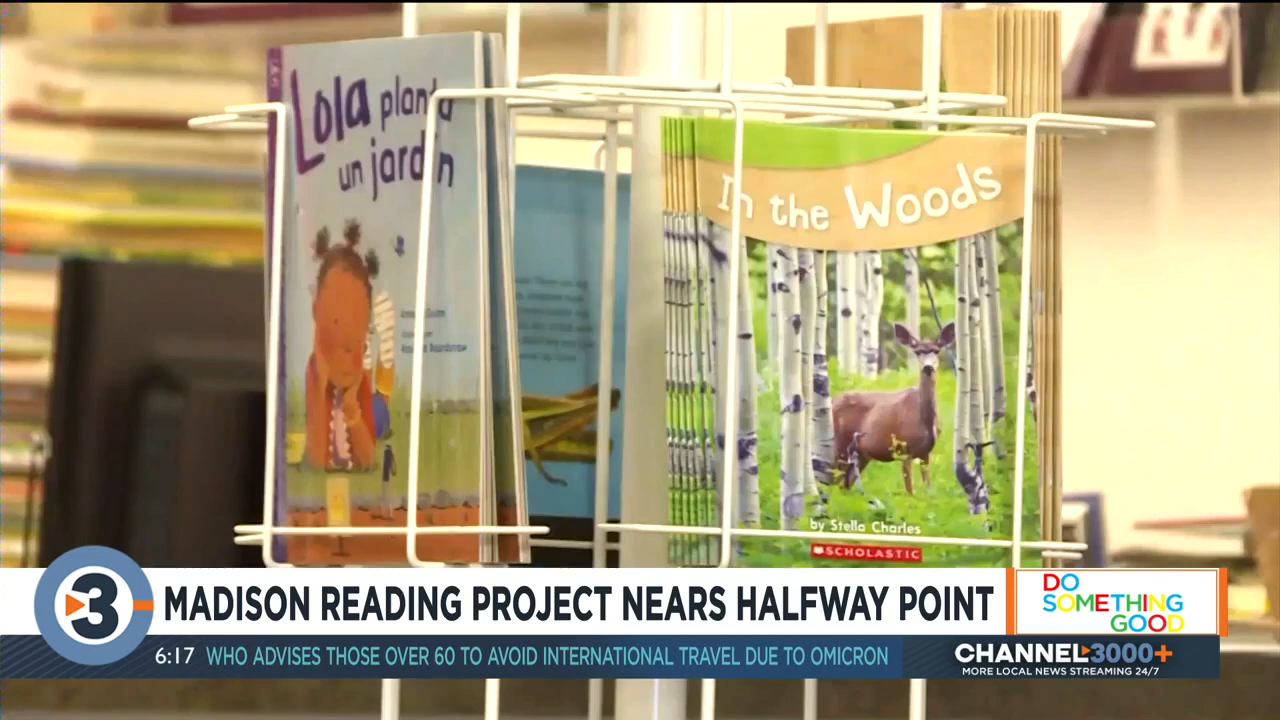 Lola planta
un jardín
In the Woods
by Stella Charles
SCHOLASTIC
3
MADISON READING PROJECT NEARS HALFWAY POINT
DO
SOMETHING
GOOD
6:17 WHO ADVISES THOSE OVER 60 TO AVOID INTERNATIONAL TRAVEL DUE TO OMICRON
CHANNEL3000+
MORE LOCAL NEWS STREAMING 24/7